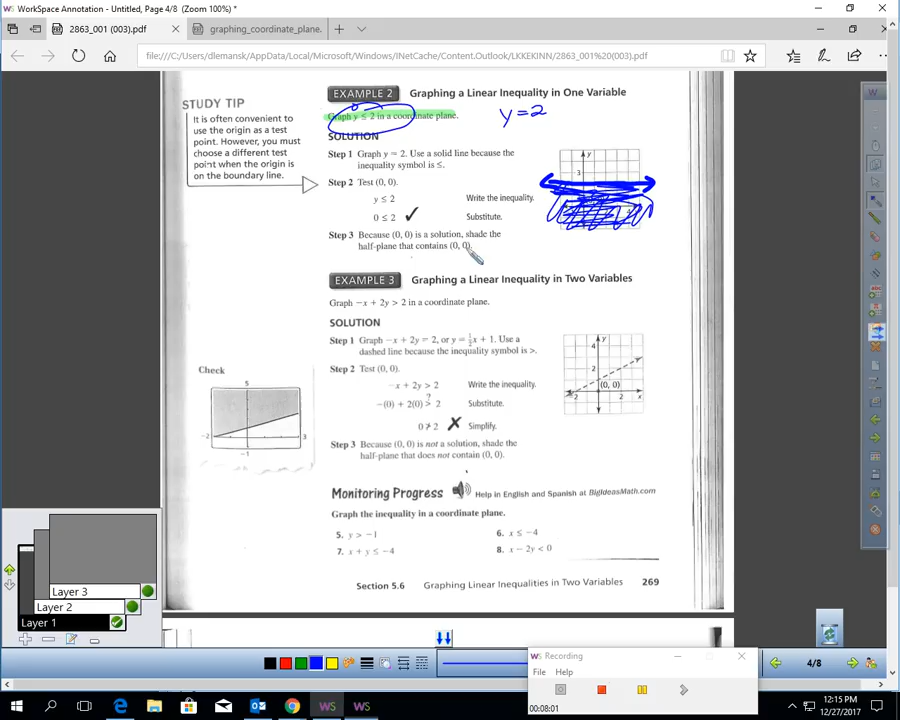 WorkSpace Annotation - Untitled, Page 4/8 (Zoom 100%) *
2863_001 (003).pdf
graphing_coordinate_plane.
file:///C:/Users/dlemansk/AppData/Local/Microsoft/Windows/INetCache/Content.Outlook/LKKEKINN/2863_001%20(003).pdf
EXAMPLE 2 Graphing a Linear Inequality in One Variable
Graph y ≤ 2 in a coordinate plane.
y=2
STUDY TIP
It is often convenient to
use the origin as a test
point. However, you must
choose a different test
point when the origin is
on the boundary line.
SOLUTION
Step 1 Graph y = 2. Use a solid line because the
inequality symbol is ≤.
Step 2 Test (0, 0).
y ≤ 2 Write the inequality.
0 ≤ 2 ✓ Substitute.
Step 3 Because (0, 0) is a solution, shade the
half-plane that contains (0, 0).
y
3
EXAMPLE 3 Graphing a Linear Inequality in Two Variables
Graph −x + 2y > 2 in a coordinate plane.
SOLUTION
Step 1 Graph −x + 2y = 2, or y = ½x + 1. Use a
dashed line because the inequality symbol is >.
Step 2 Test (0, 0).
−x + 2y > 2 Write the inequality.
?
−(0) + 2(0) > 2 Substitute.
0 ≯ 2 ✗ Simplify.
Step 3 Because (0, 0) is not a solution, shade the
half-plane that does not contain (0, 0).
4 y
2
(0, 0)
−2 2 x
Check
5
−2 3
−1
Monitoring Progress Help in English and Spanish at BigIdeasMath.com
Graph the inequality in a coordinate plane.
5. y > −1 6. x ≤ −4
7. x + y ≤ −4 8. x − 2y < 0
Section 5.6 Graphing Linear Inequalities in Two Variables 269
Layer 3
Layer 2
Layer 1
WS Recording
File Help
00:08:01
4/8
12:15 PM
12/27/2017